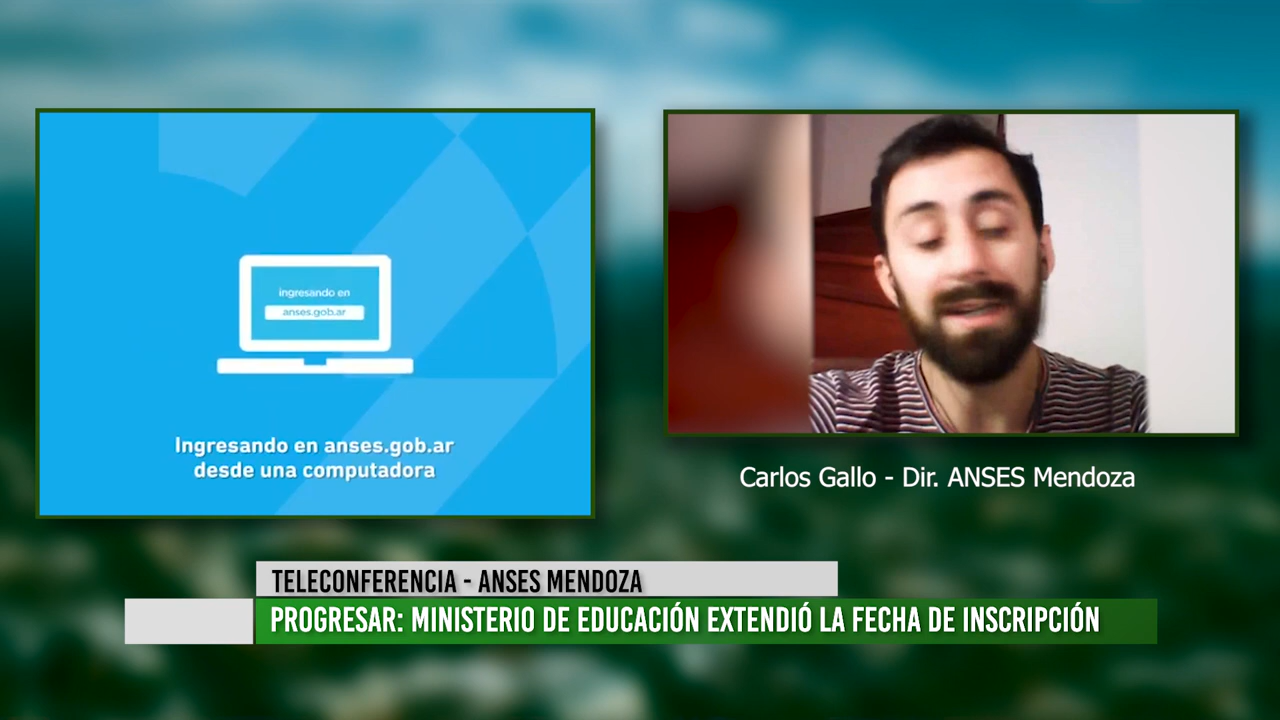 ingresando en
anses.gob.ar
Ingresando en anses.gob.ar
desde una computadora
Carlos Gallo - Dir. ANSES Mendoza
TELECONFERENCIA - ANSES MENDOZA
PROGRESAR: MINISTERIO DE EDUCACIÓN EXTENDIÓ LA FECHA DE INSCRIPCIÓN